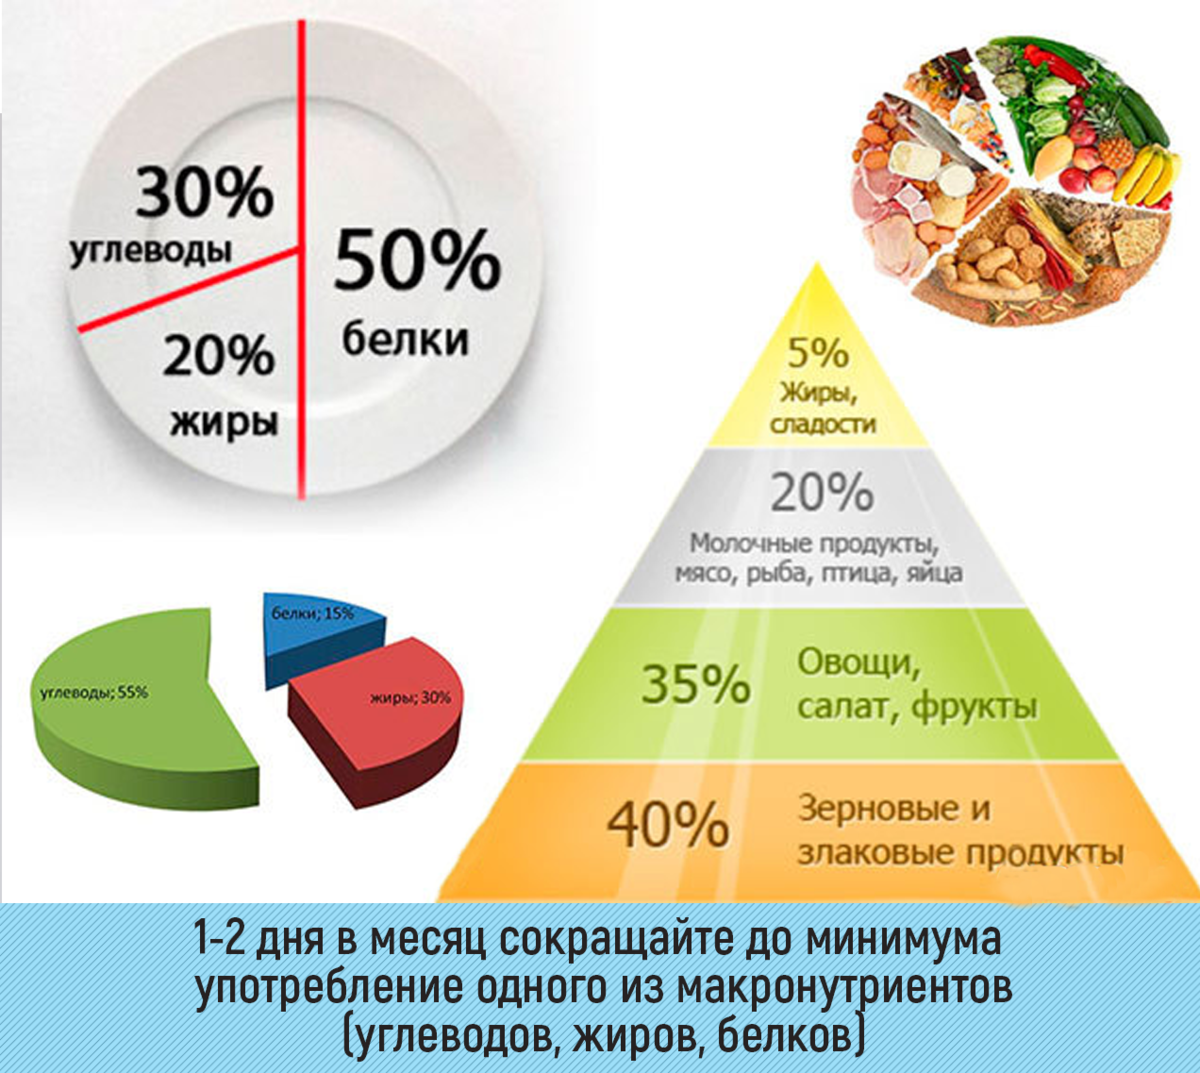 30%
углеводы
50%
белки
20%
жиры
5%
Жиры,
сладости
20%
Молочные продукты,
мясо, рыба, птица, яйца
белки; 15%
углеводы; 55%
жиры; 30%
35%
Овощи,
салат, фрукты
40%
Зерновые и
злаковые продукты
1-2 дня в месяц сокращайте до минимума
употребление одного из макронутриентов
(углеводов, жиров, белков)